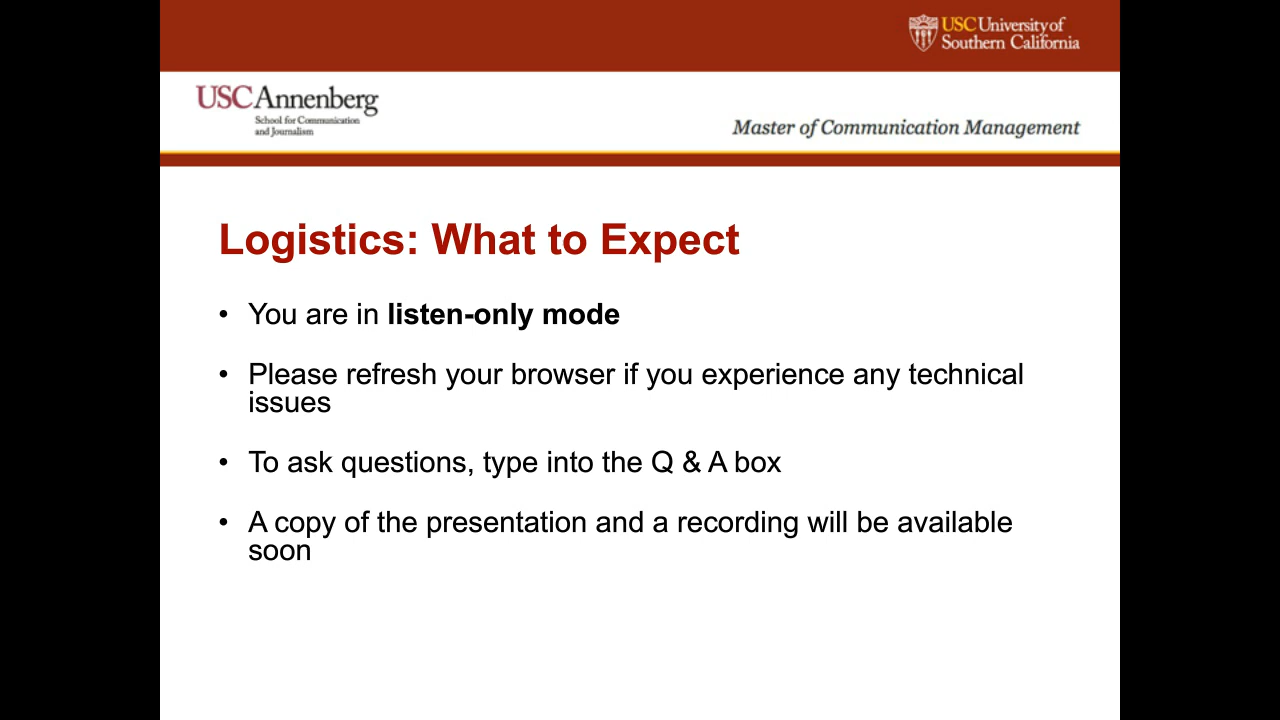 USC University of
Southern California
USC Annenberg
School for Communication
and Journalism
Master of Communication Management
Logistics: What to Expect
• You are in listen-only mode
• Please refresh your browser if you experience any technical
issues
• To ask questions, type into the Q & A box
• A copy of the presentation and a recording will be available
soon